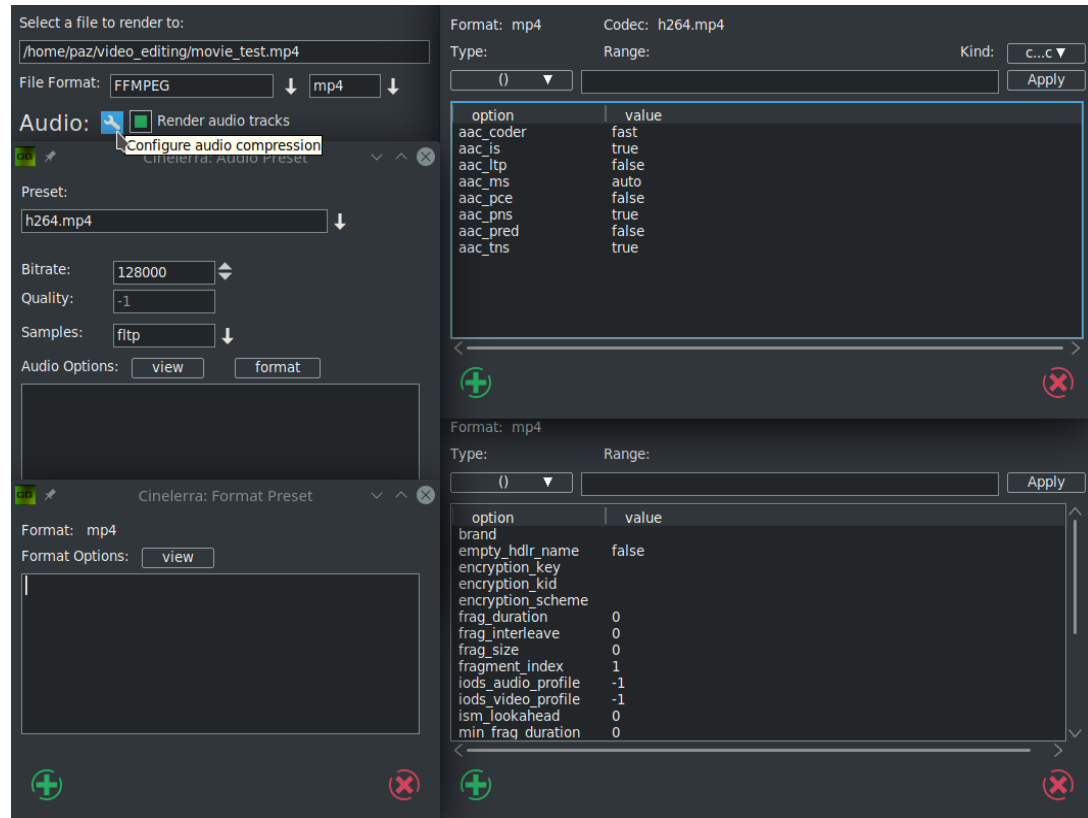 Select a file to render to:
/home/paz/video_editing/movie_test.mp4
File Format: FFMPEG mp4
Audio: Render audio tracks
Configure audio compression
Cinelerra: Audio Preset
Preset:
h264.mp4
Bitrate: 128000
Quality: -1
Samples: fltp
Audio Options: view format
Cinelerra: Format Preset
Format: mp4
Format Options: view
Format: mp4 Codec: h264.mp4
Type: Range: Kind: c...c
() Apply
option value
aac_coder fast
aac_is true
aac_ltp false
aac_ms auto
aac_pce false
aac_pns true
aac_pred false
aac_tns true
Format: mp4
Type: Range:
() Apply
option value
brand
empty_hdlr_name false
encryption_key
encryption_kid
encryption_scheme
frag_duration 0
frag_interleave 0
frag_size 0
fragment_index 1
iods_audio_profile -1
iods_video_profile -1
ism_lookahead 0
min_frag_duration 0